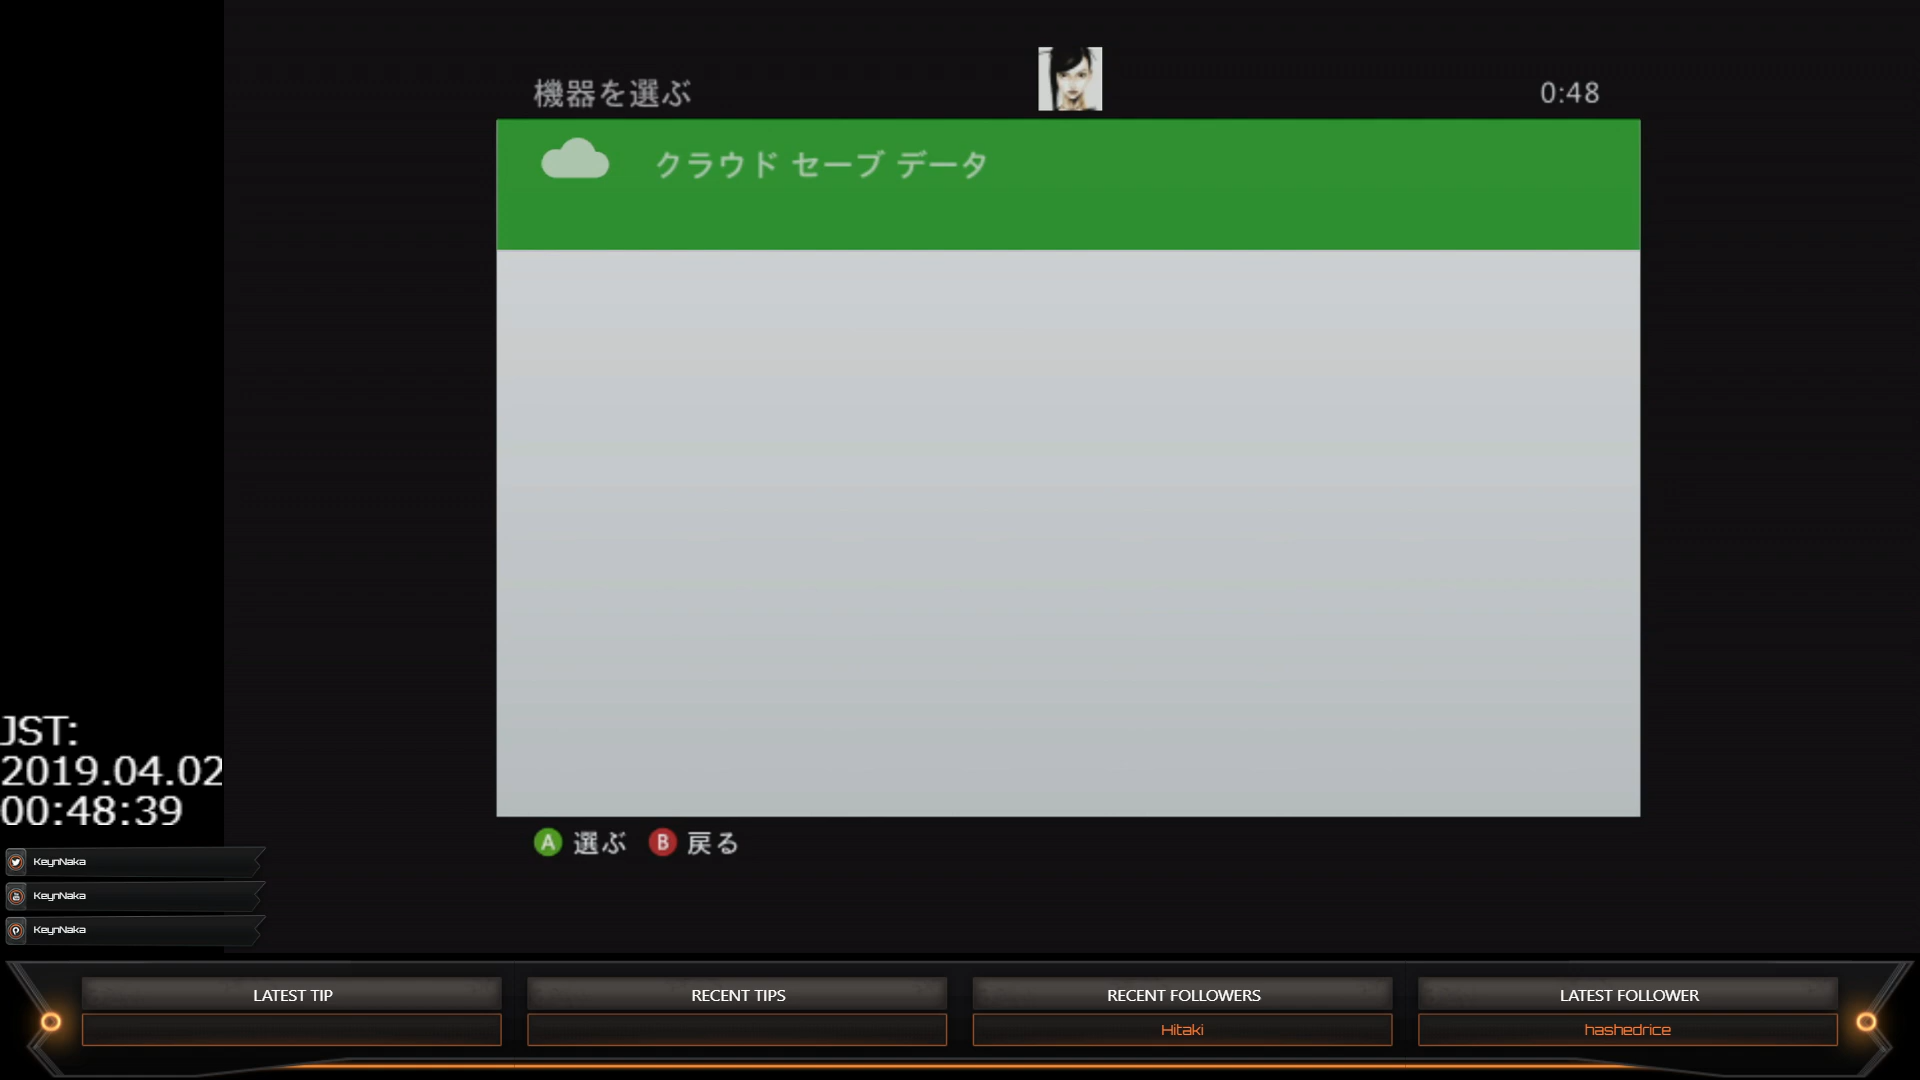 機器を選ぶ
0:48
クラウド セーブ データ
A 選ぶ B 戻る
JST:
2019.04.02
00:48:39
KeynNaka
KeynNaka
KeynNaka
LATEST TIP
RECENT TIPS
RECENT FOLLOWERS
LATEST FOLLOWER
Hitaki
hashedrice